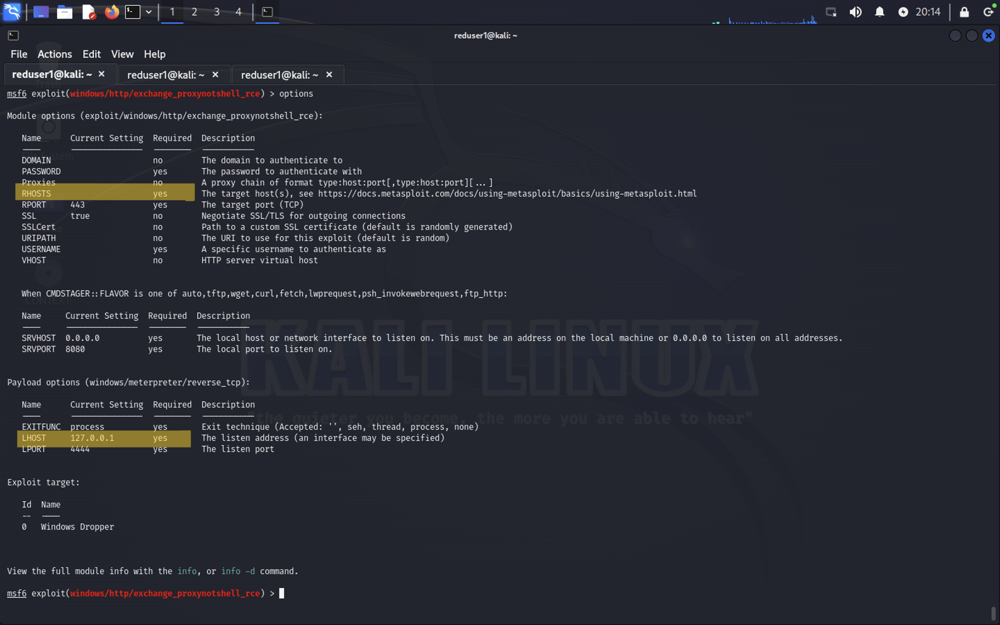 1 2 3 4 20:14
reduser1@kali: ~
File Actions Edit View Help
reduser1@kali: ~ reduser1@kali: ~ reduser1@kali: ~
Trash
msf6 exploit(windows/http/exchange_proxynotshell_rce) > options
Module options (exploit/windows/http/exchange_proxynotshell_rce):
Name Current Setting Required Description
File System
DOMAIN no The domain to authenticate to
PASSWORD yes The password to authenticate with
Proxies no A proxy chain of format type:host:port[,type:host:port][...]
RHOSTS yes The target host(s), see https://docs.metasploit.com/docs/using-metasploit/basics/using-metasploit.html
RPORT 443 yes The target port (TCP)
SSL true no Negotiate SSL/TLS for outgoing connections
SSLCert no Path to a custom SSL certificate (default is randomly generated)
URIPATH no The URI to use for this exploit (default is random)
USERNAME yes A specific username to authenticate as
VHOST no HTTP server virtual host
When CMDSTAGER::FLAVOR is one of auto,tftp,wget,curl,fetch,lwprequest,psh_invokewebrequest,ftp_http:
CONTEXT
Name Current Setting Required Description
SRVHOST 0.0.0.0 yes The local host or network interface to listen on. This must be an address on the local machine or 0.0.0.0 to listen on all addresses.
SRVPORT 8080 yes The local port to listen on.
KALI LINUX
Payload options (windows/meterpreter/reverse_tcp):
Name Current Setting Required Description
"the quieter you become, the more you are able to hear"
EXITFUNC process yes Exit technique (Accepted: '', seh, thread, process, none)
LHOST 127.0.0.1 yes The listen address (an interface may be specified)
LPORT 4444 yes The listen port
Exploit target:
Id Name
-- ----
0 Windows Dropper
View the full module info with the info, or info -d command.
msf6 exploit(windows/http/exchange_proxynotshell_rce) >